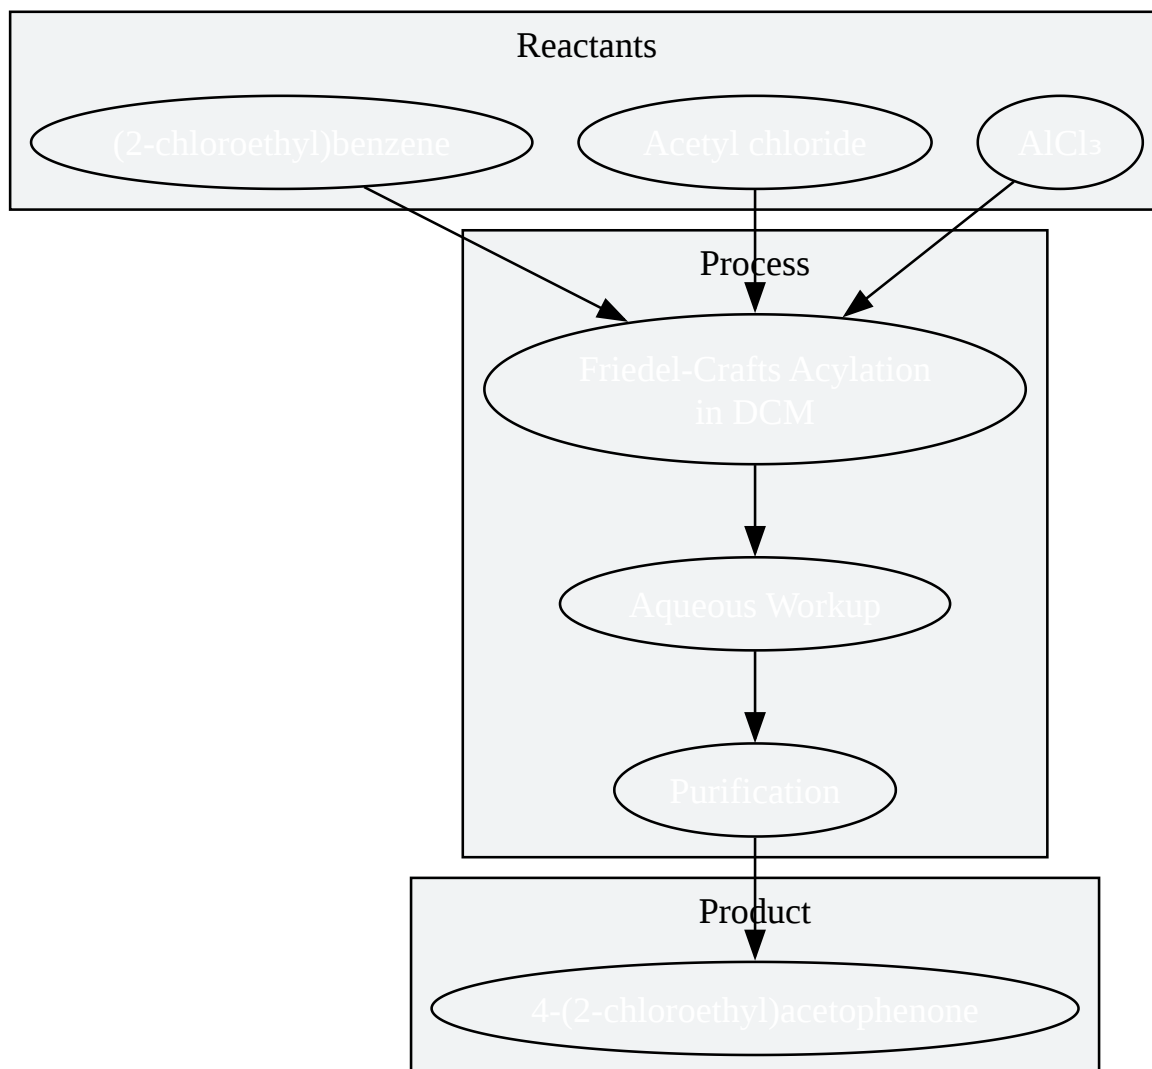 Reactants
(2-chloroethyl)benzene
Acetyl chloride
AlCl₃
Process
Friedel-Crafts Acylation
in DCM
Aqueous Workup
Purification
Product
4-(2-chloroethyl)acetophenone